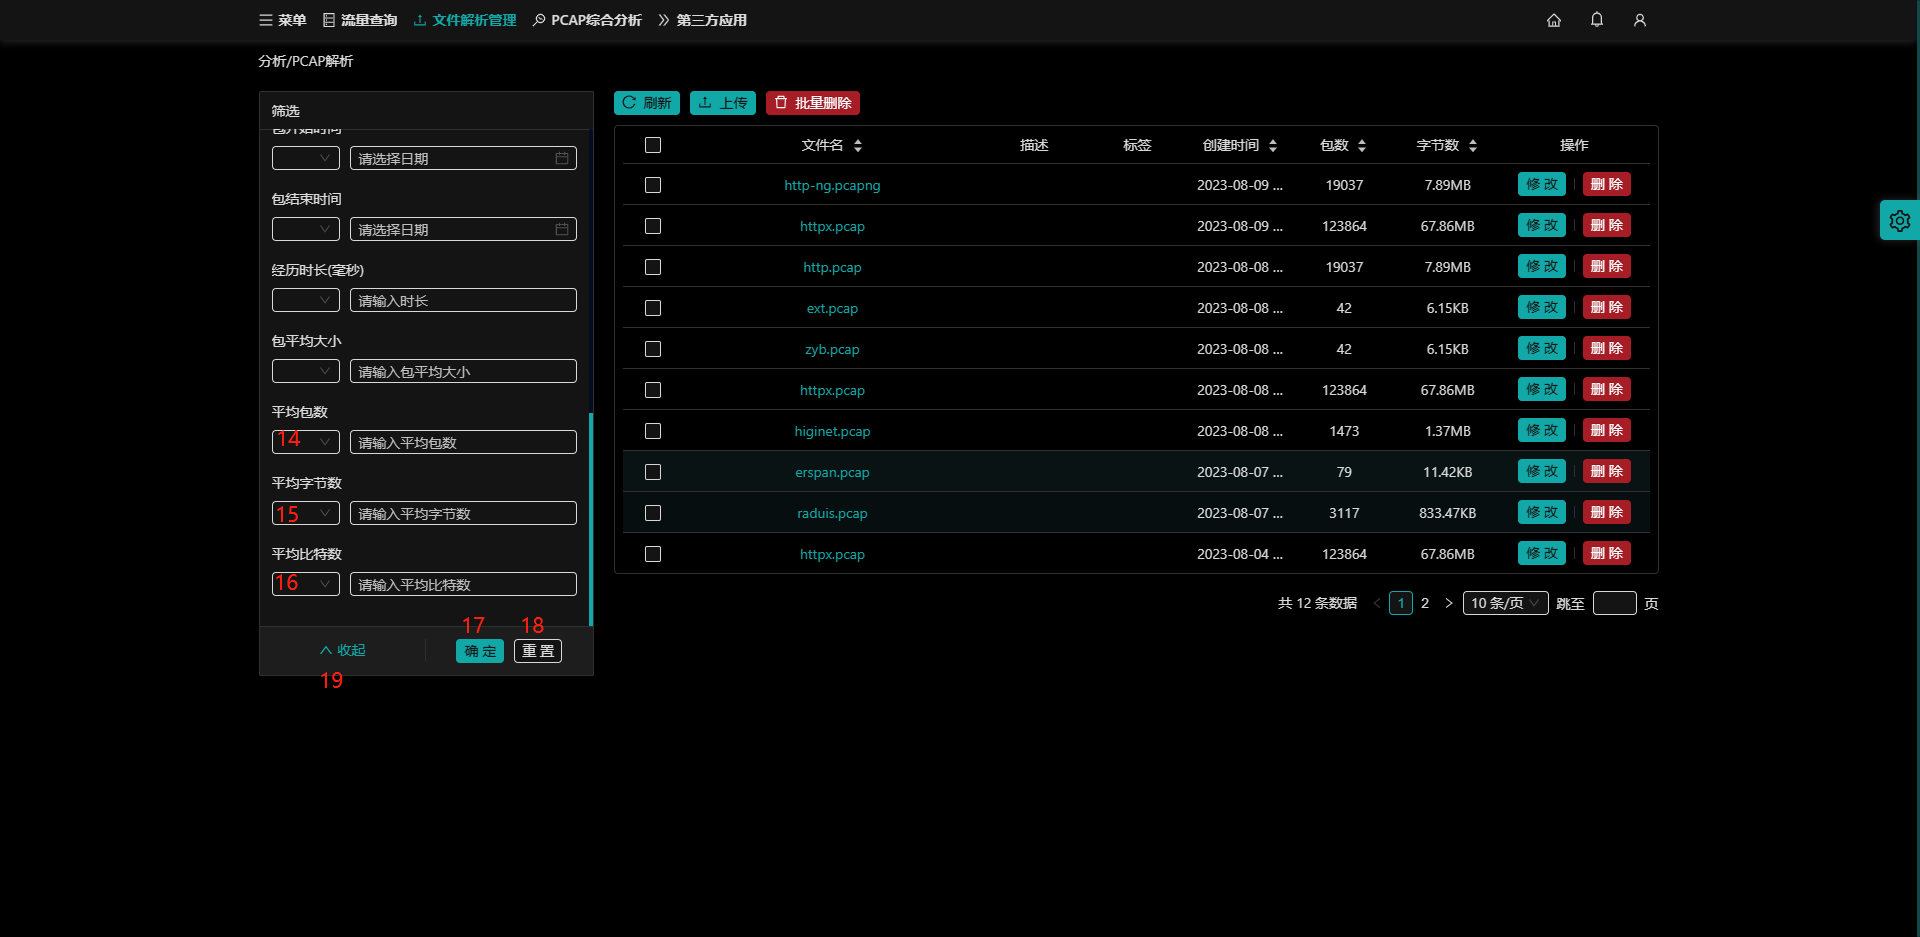 菜单 流量查询 文件解析管理 PCAP综合分析 第三方应用
分析/PCAP解析
筛选
包开始时间
请选择日期
包结束时间
请选择日期
经历时长(毫秒)
请输入时长
包平均大小
请输入包平均大小
平均包数
14 请输入平均包数
平均字节数
15 请输入平均字节数
平均比特数
16 请输入平均比特数
17 18
收起 确 定 重 置
19
刷新 上传 批量删除
文件名 描述 标签 创建时间 包数 字节数 操作
http-ng.pcapng 2023-08-09 ... 19037 7.89MB 修 改 删 除
httpx.pcap 2023-08-09 ... 123864 67.86MB 修 改 删 除
http.pcap 2023-08-08 ... 19037 7.89MB 修 改 删 除
ext.pcap 2023-08-08 ... 42 6.15KB 修 改 删 除
zyb.pcap 2023-08-08 ... 42 6.15KB 修 改 删 除
httpx.pcap 2023-08-08 ... 123864 67.86MB 修 改 删 除
higinet.pcap 2023-08-08 ... 1473 1.37MB 修 改 删 除
erspan.pcap 2023-08-07 ... 79 11.42KB 修 改 删 除
raduis.pcap 2023-08-07 ... 3117 833.47KB 修 改 删 除
httpx.pcap 2023-08-04 ... 123864 67.86MB 修 改 删 除
共 12 条数据 < 1 2 > 10 条/页 跳至 页